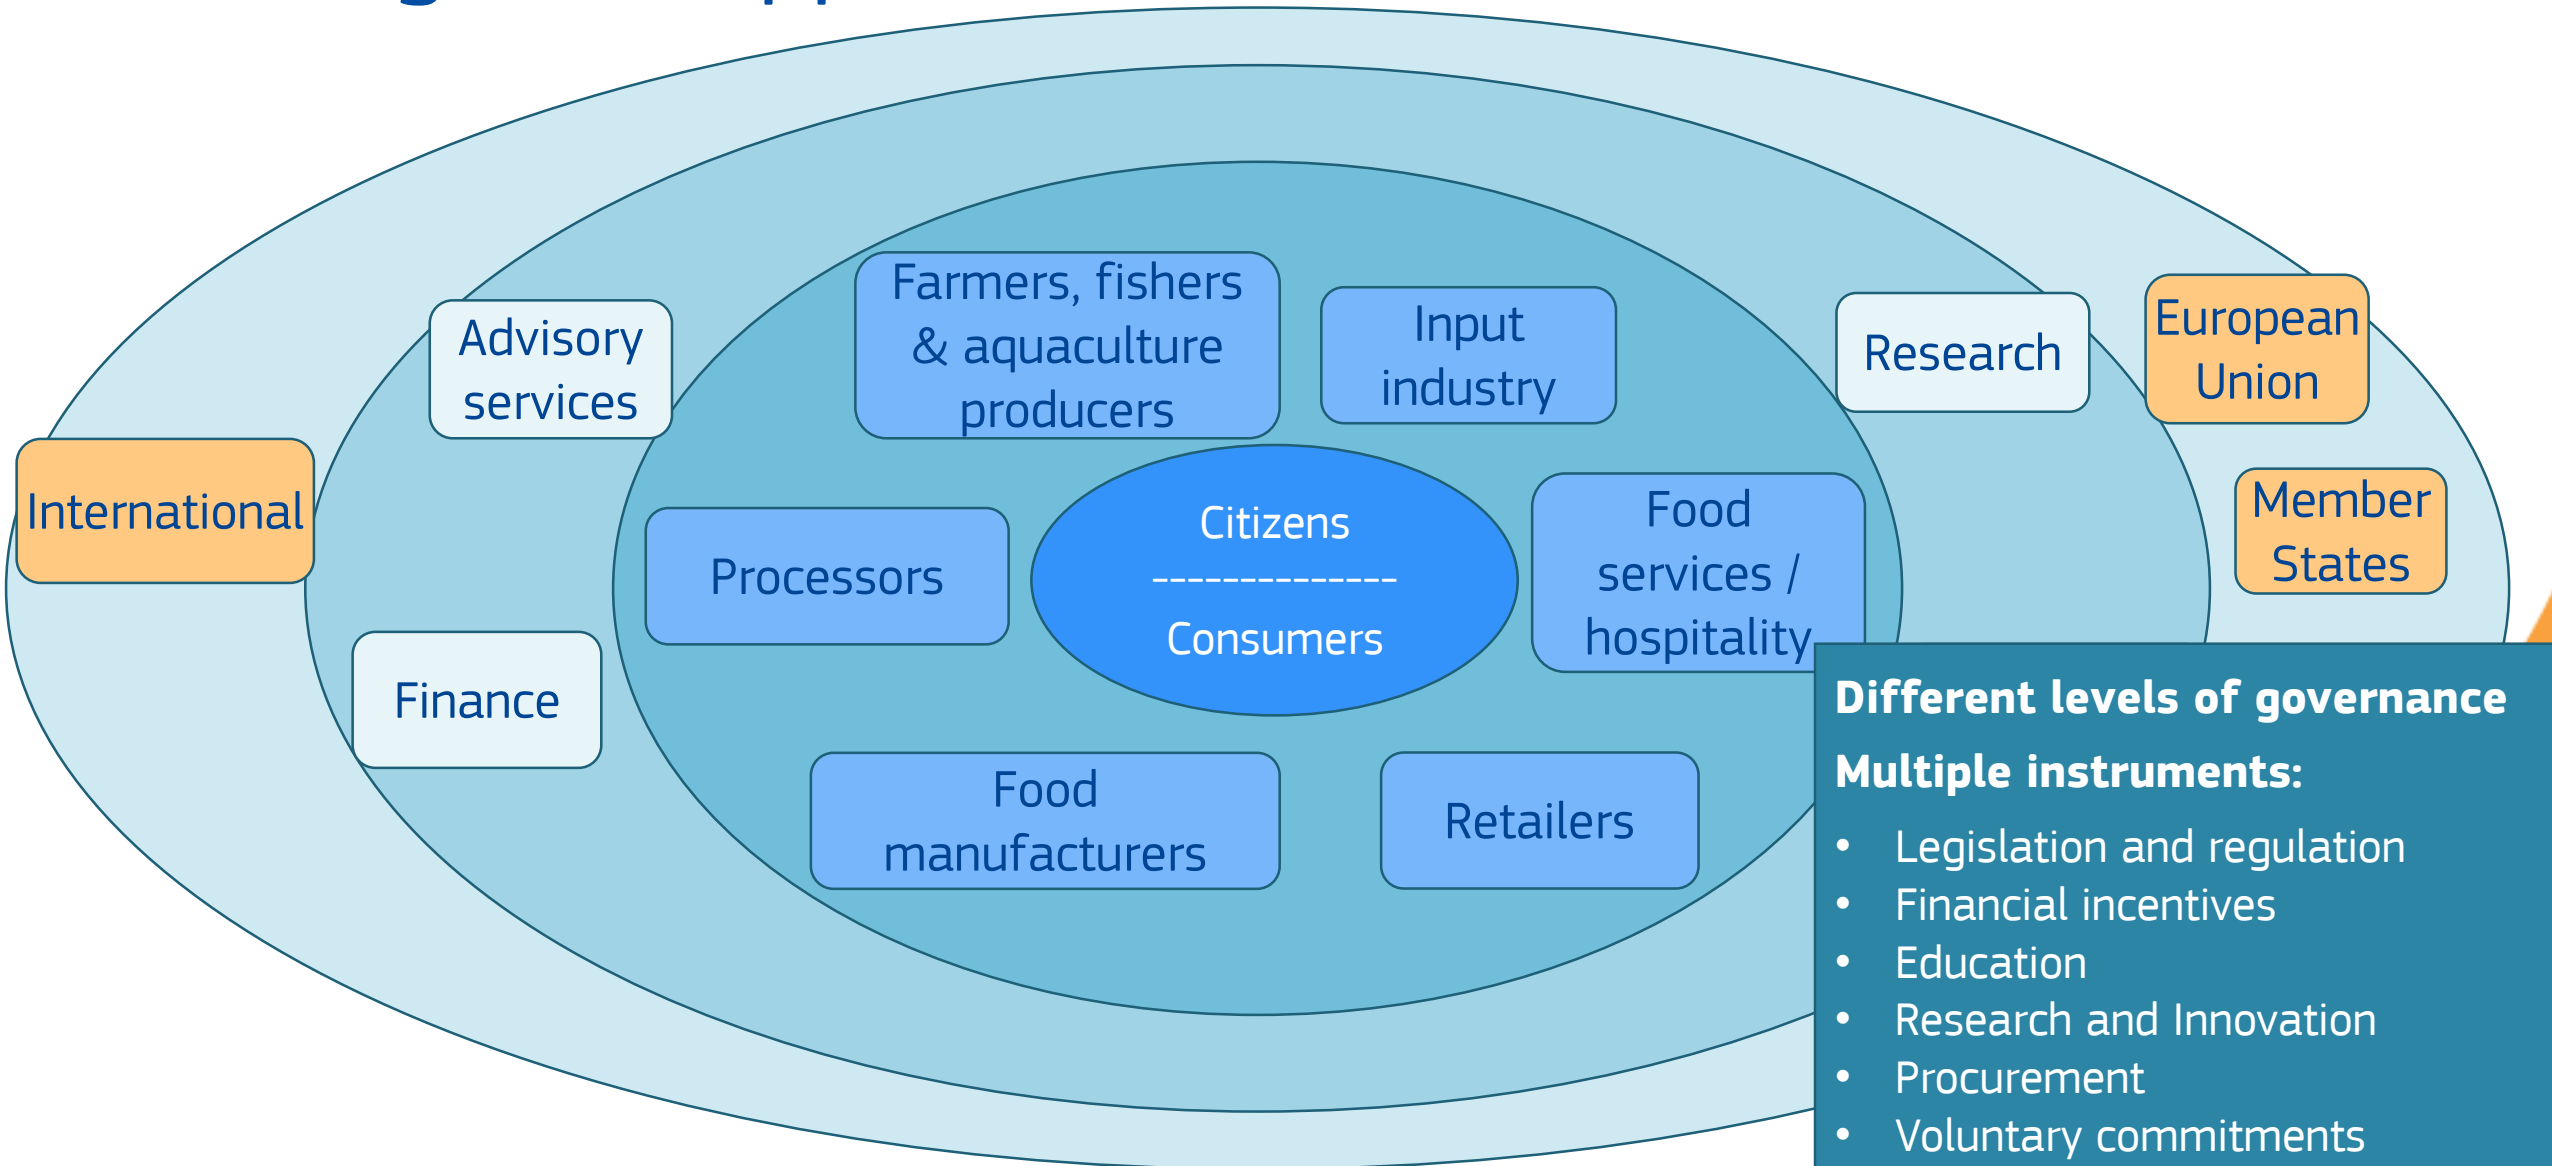 Farmers, fishers
& aquaculture
producers
Input
industry
Advisory
services
Research
European
Union
International
Member
States
Processors
Citizens
--------------
Consumers
Food
services /
hospitality
Finance
Food
manufacturers
Retailers
Different levels of governance
Multiple instruments:
• Legislation and regulation
• Financial incentives
• Education
• Research and Innovation
• Procurement
• Voluntary commitments